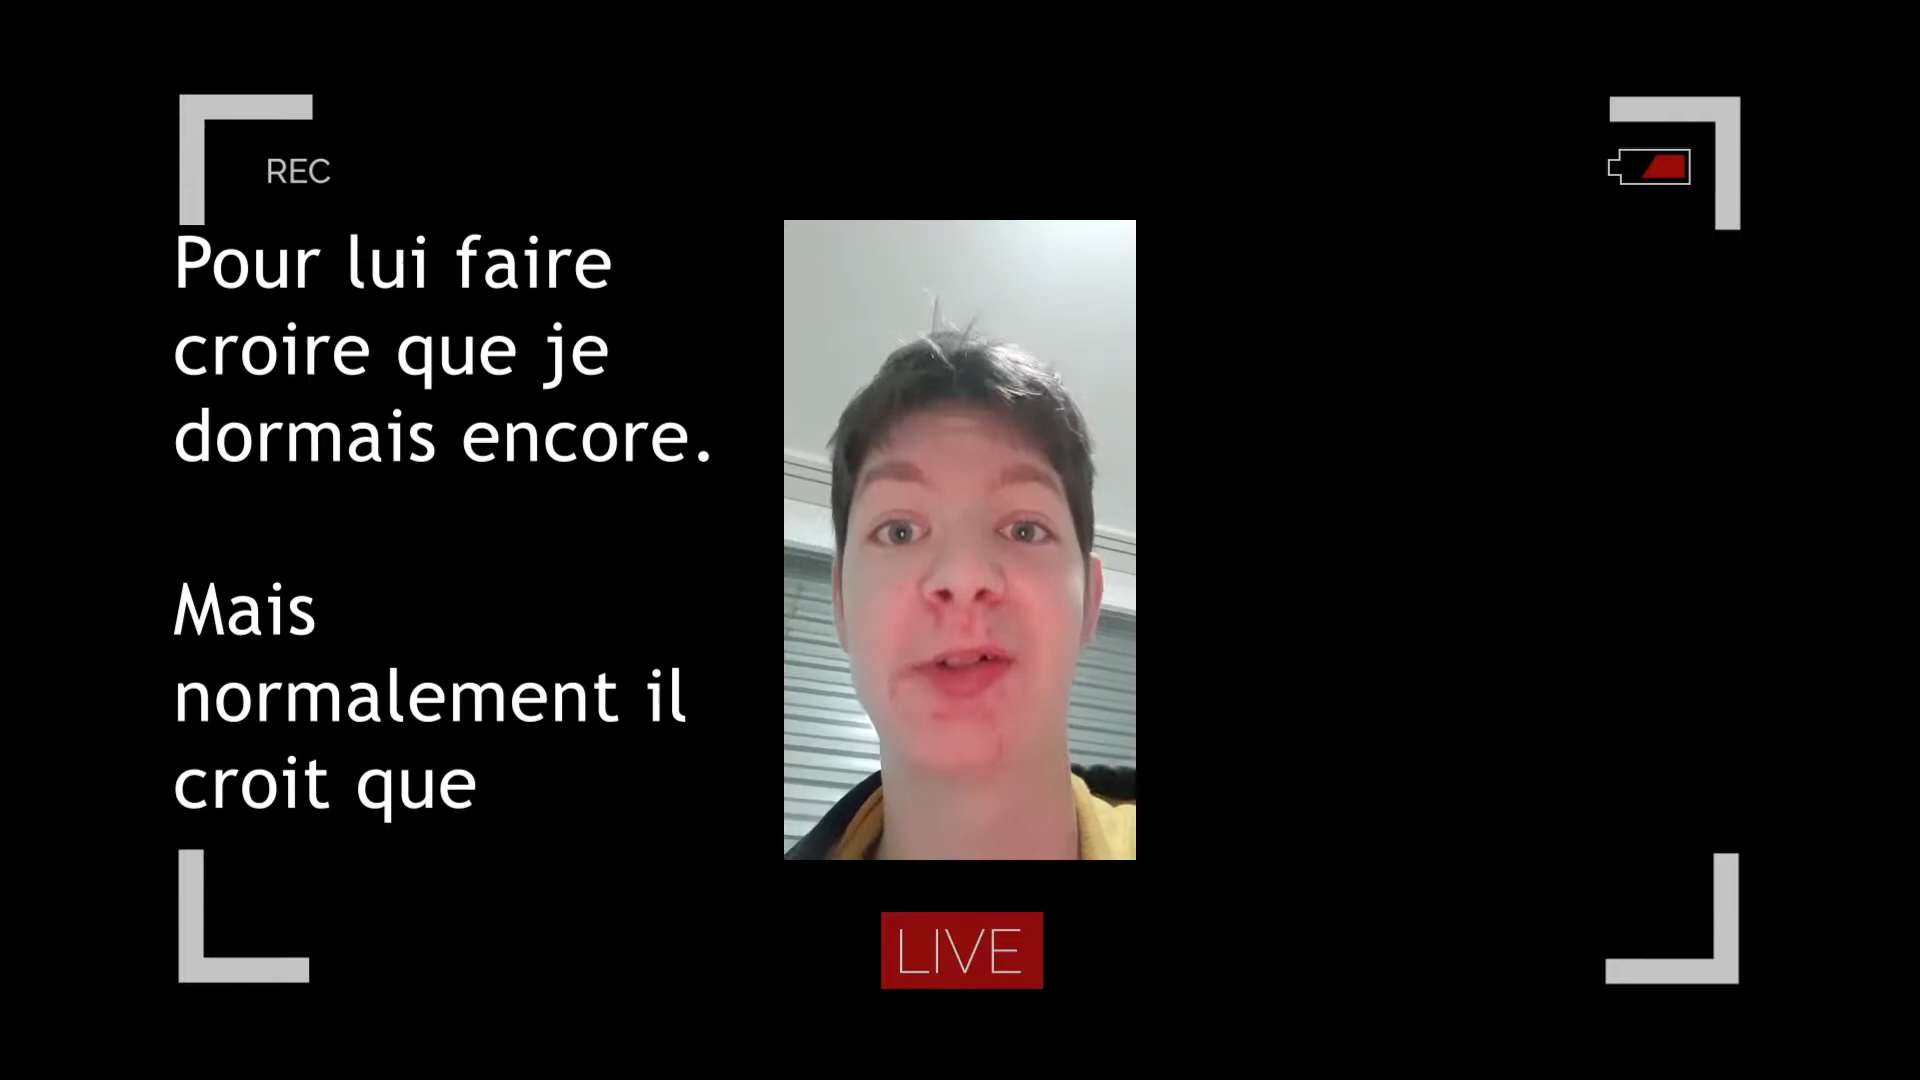 REC
Pour lui faire
croire que je
dormais encore.
Mais
normalement il
croit que
LIVE